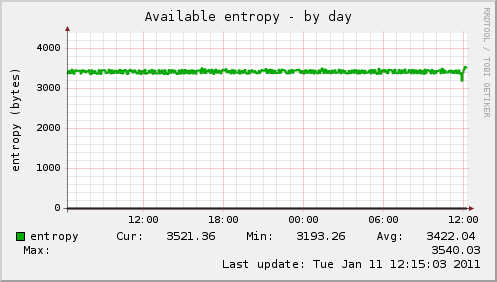 Available entropy - by day
RRDTOOL / TOBI OETIKER
entropy (bytes)
4000
3000
2000
1000
0
12:00 18:00 00:00 06:00 12:00
entropy Cur: 3521.36 Min: 3193.26 Avg: 3422.04
Max: 3540.03
Last update: Tue Jan 11 12:15:03 2011